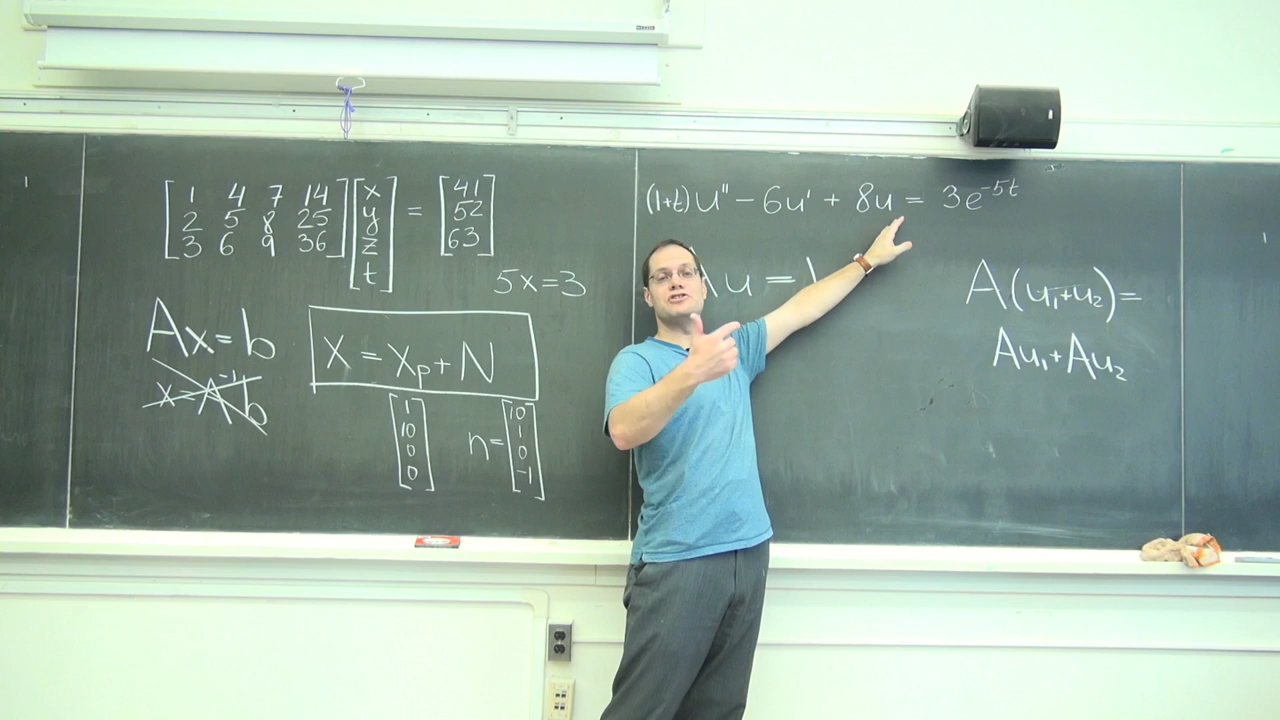 [1 4 7 14] [x] = [41]
[2 5 8 25] [y] [52]
[3 6 9 36] [z] [63]
[t]
5x=3
Ax=b
x=A⁻¹b
x = xₚ+N
[1]
[10]
[0]
[0]
n= [10]
[1]
[0]
[-1]
(1+t)u" - 6u' + 8u = 3e^-5t
Au =
A(u₁+u₂)=
Au₁+Au₂